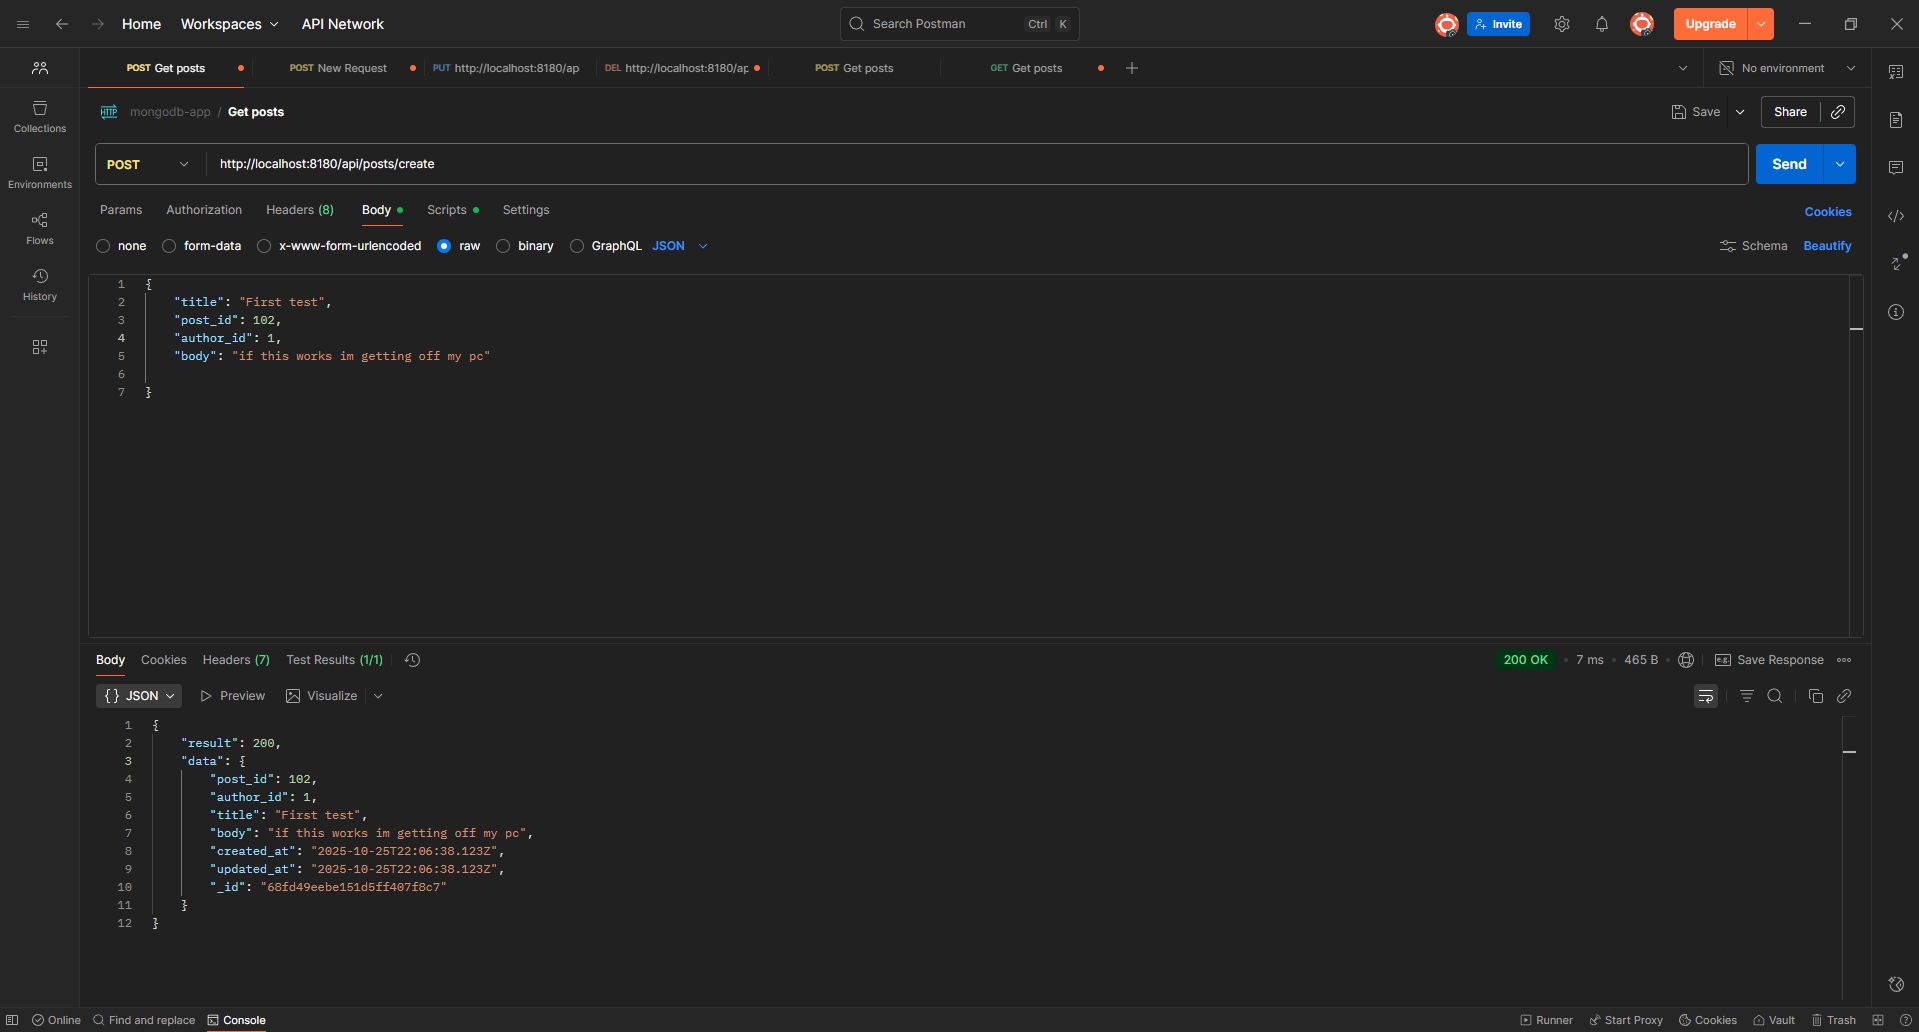 Home Workspaces API Network Search Postman Ctrl K Invite Upgrade
POST Get posts POST New Request PUT http://localhost:8180/ap DEL http://localhost:8180/ap POST Get posts GET Get posts No environment
Collections
Environments
Flows
History
HTTP mongodb-app / Get posts Save Share
POST http://localhost:8180/api/posts/create Send
Params Authorization Headers (8) Body Scripts Settings Cookies
none form-data x-www-form-urlencoded raw binary GraphQL JSON Schema Beautify
1 {
2 "title": "First test",
3 "post_id": 102,
4 "author_id": 1,
5 "body": "if this works im getting off my pc"
6
7 }
Body Cookies Headers (7) Test Results (1/1) 200 OK • 7 ms • 465 B • e.g. Save Response
{ } JSON Preview Visualize
1 {
2 "result": 200,
3 "data": {
4 "post_id": 102,
5 "author_id": 1,
6 "title": "First test",
7 "body": "if this works im getting off my pc",
8 "created_at": "2025-10-25T22:06:38.123Z",
9 "updated_at": "2025-10-25T22:06:38.123Z",
10 "_id": "68fd49eebe151d5ff407f8c7"
11 }
12 }
Online Find and replace Console Runner Start Proxy Cookies Vault Trash